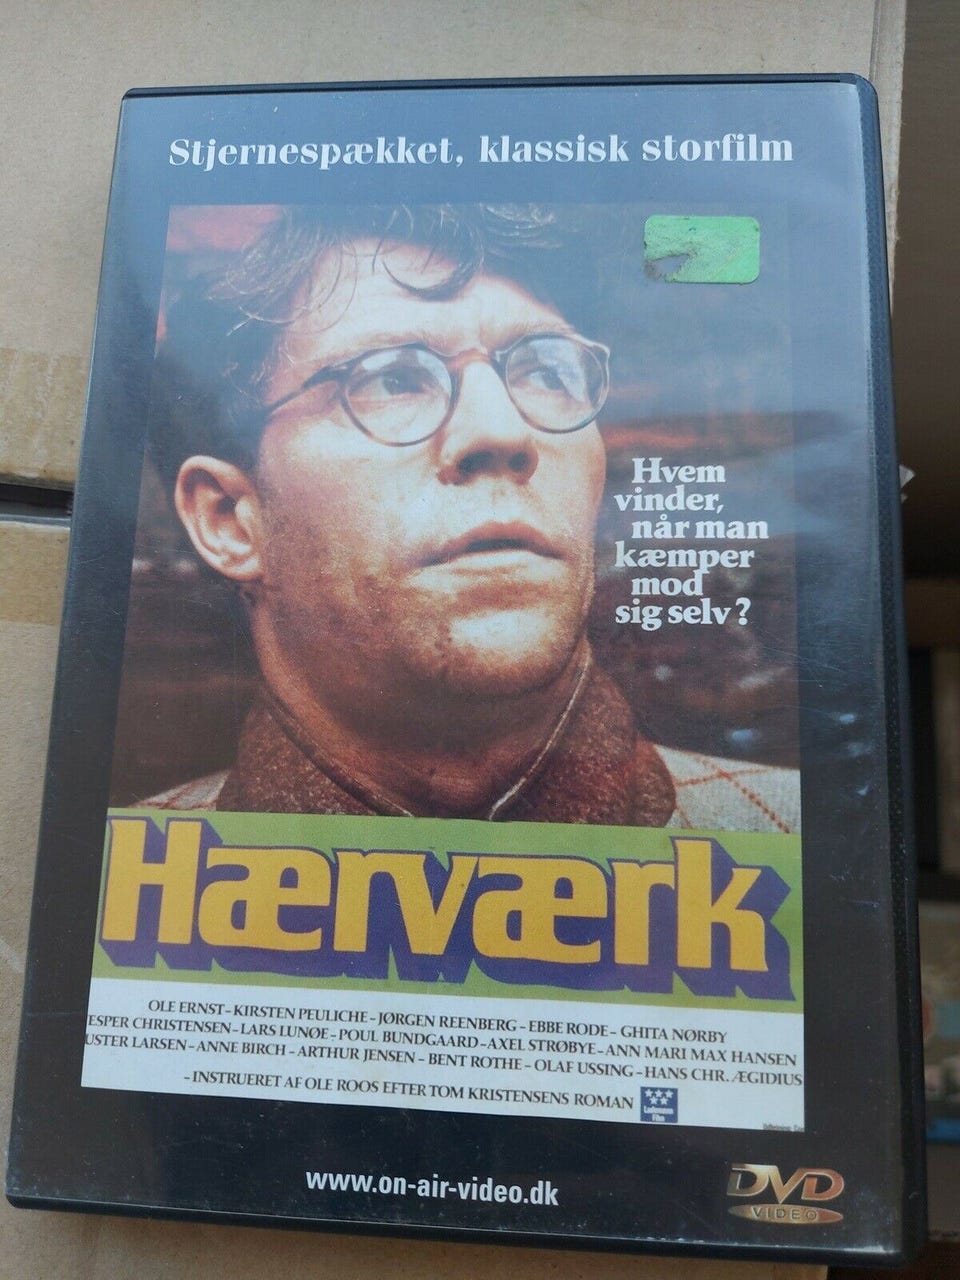 Stjernespækket, klassisk storfilm
Hvem
vinder,
når man
kæmper
mod
sig selv?
Hærværk
OLE ERNST – KIRSTEN PEULICHE – JØRGEN REENBERG – EBBE RODE – GHITA NØRBY
ESPER CHRISTENSEN – LARS LUNØE – POUL BUNDGAARD – AXEL STRØBYE – ANN MARI MAX HANSEN
USTER LARSEN – ANNE BIRCH – ARTHUR JENSEN – BENT ROTHE – OLAF USSING – HANS CHR. ÆGIDIUS
– INSTRUERET AF OLE ROOS EFTER TOM KRISTENSENS ROMAN
Film
www.on-air-video.dk
DVD
VIDEO